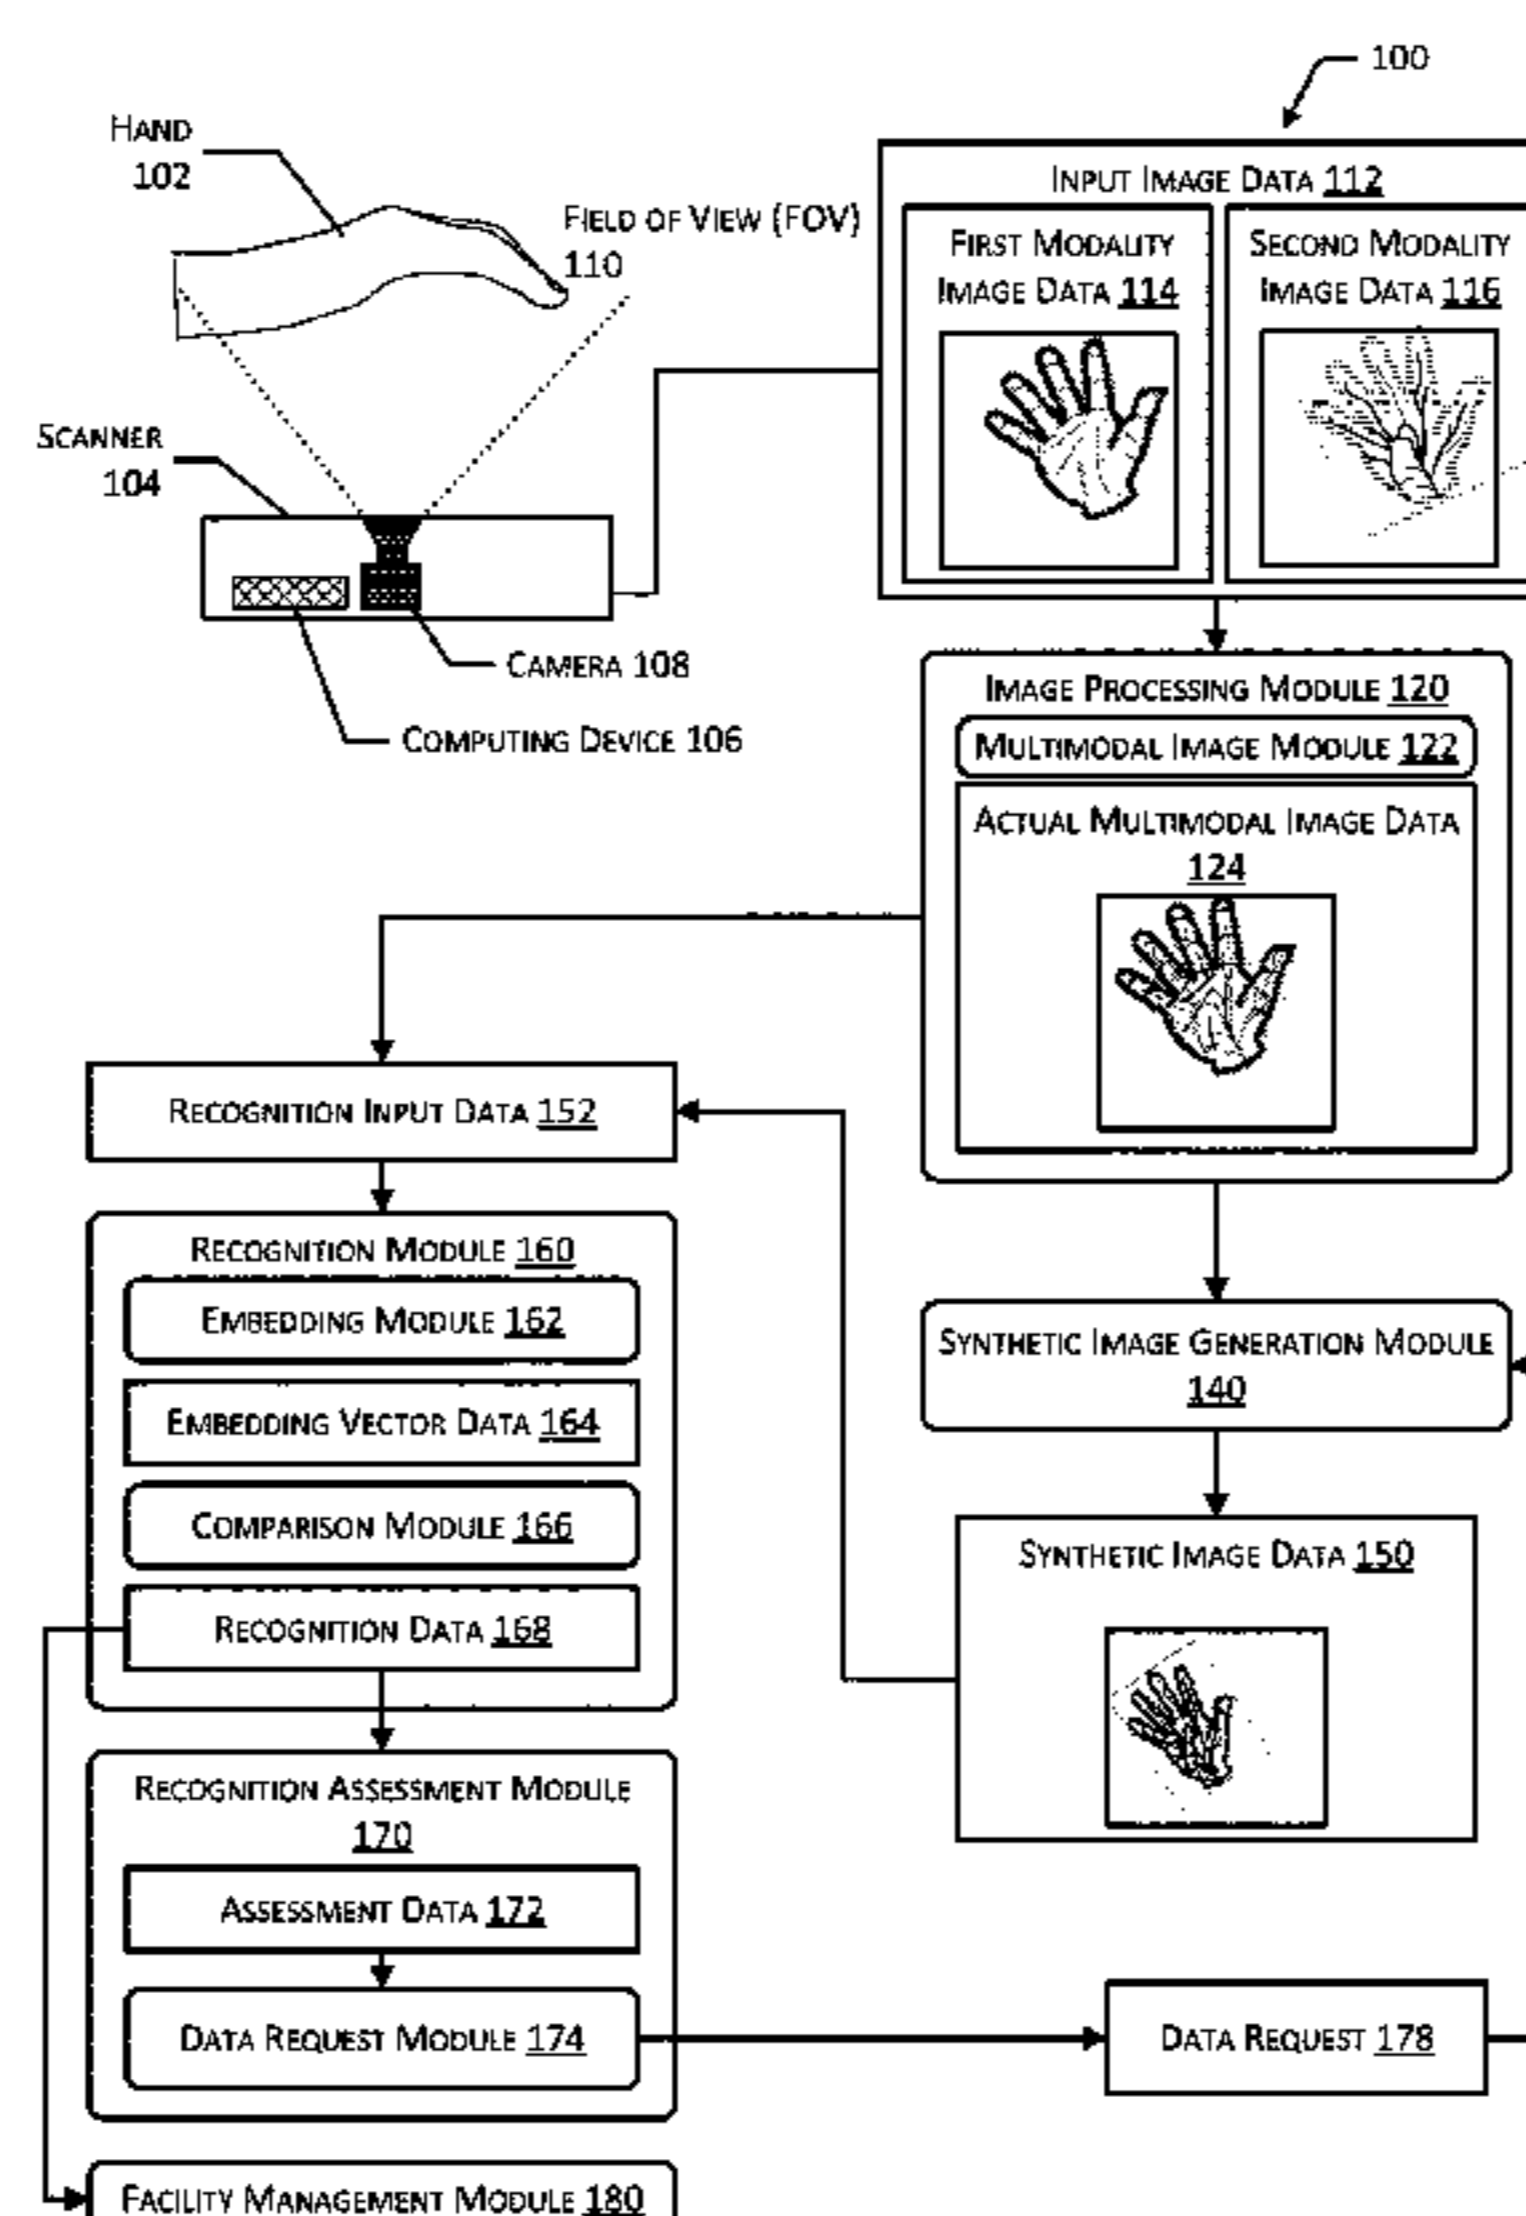 100
HAND
102
FIELD OF VIEW (FOV)
110
SCANNER
104
CAMERA 108
COMPUTING DEVICE 106
INPUT IMAGE DATA 112
FIRST MODALITY
IMAGE DATA 114
SECOND MODALITY
IMAGE DATA 116
IMAGE PROCESSING MODULE 120
MULTIMODAL IMAGE MODULE 122
ACTUAL MULTIMODAL IMAGE DATA
124
RECOGNITION INPUT DATA 152
RECOGNITION MODULE 160
EMBEDDING MODULE 162
EMBEDDING VECTOR DATA 164
COMPARISON MODULE 166
RECOGNITION DATA 168
SYNTHETIC IMAGE GENERATION MODULE
140
SYNTHETIC IMAGE DATA 150
RECOGNITION ASSESSMENT MODULE
170
ASSESSMENT DATA 172
DATA REQUEST MODULE 174
DATA REQUEST 178
FACILITY MANAGEMENT MODULE 180